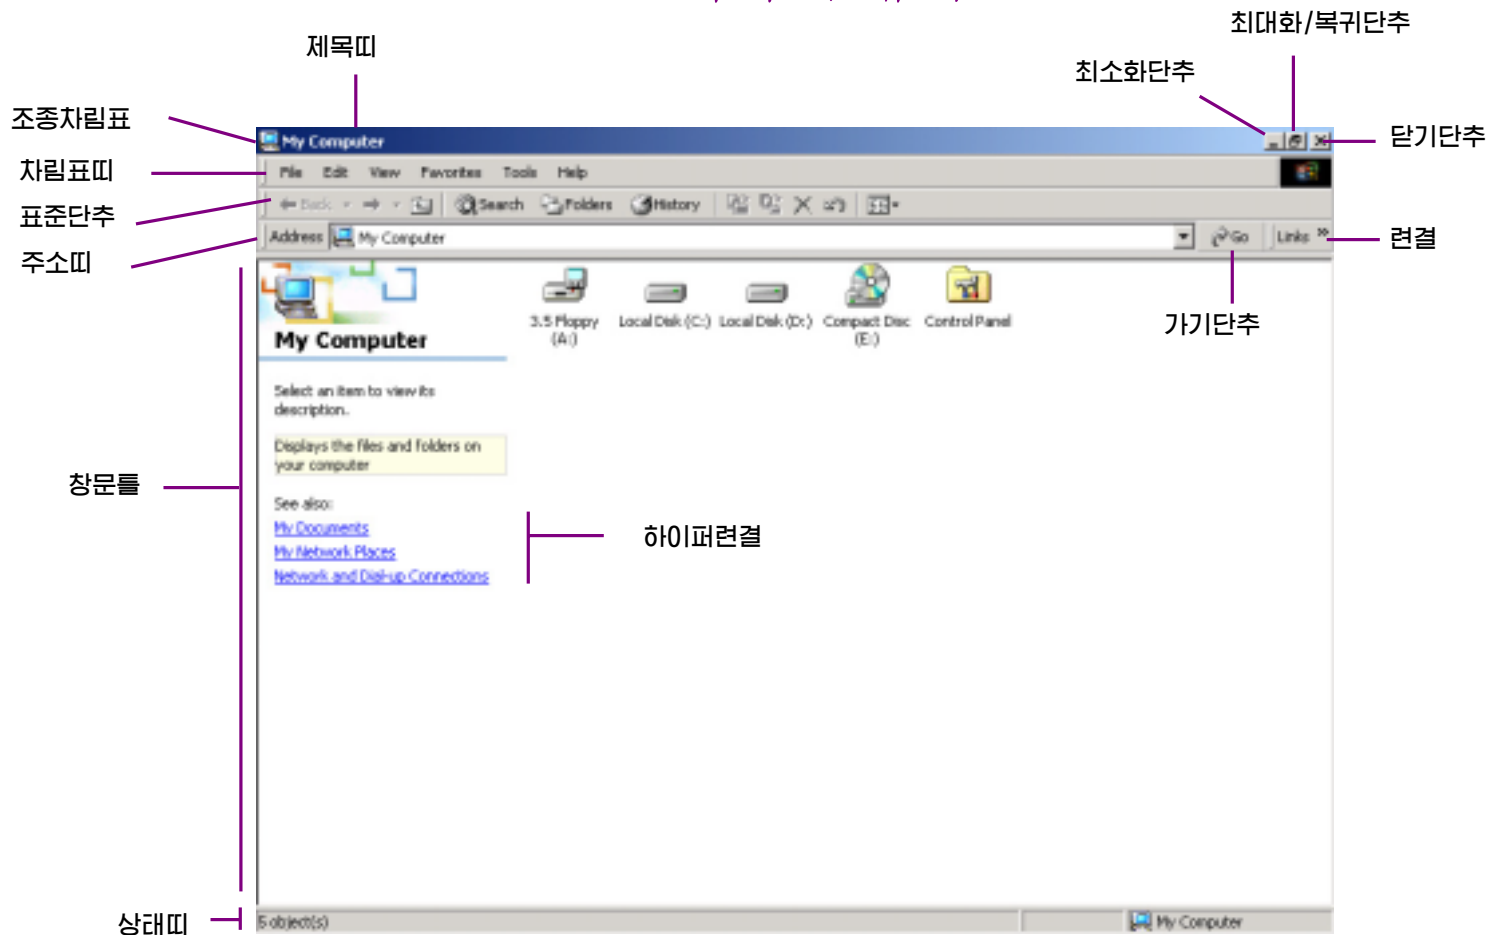 최대화/복귀단추
제목띠
최소화단추
조종차림표
닫기단추
My Computer
차림표띠
File Edit View Favorites Tools Help
표준단추
Back Search Folders History
주소띠
Address My Computer Go Links »
련결
가기단추
3.5 Floppy (A:)
Local Disk (C:)
Local Disk (D:)
Compact Disc (E:)
Control Panel
My Computer
Select an item to view its
description.
Displays the files and folders on
your computer
창문틀
See also:
My Documents
My Network Places
Network and Dial-up Connections
하이퍼련결
상태띠
5 object(s)
My Computer